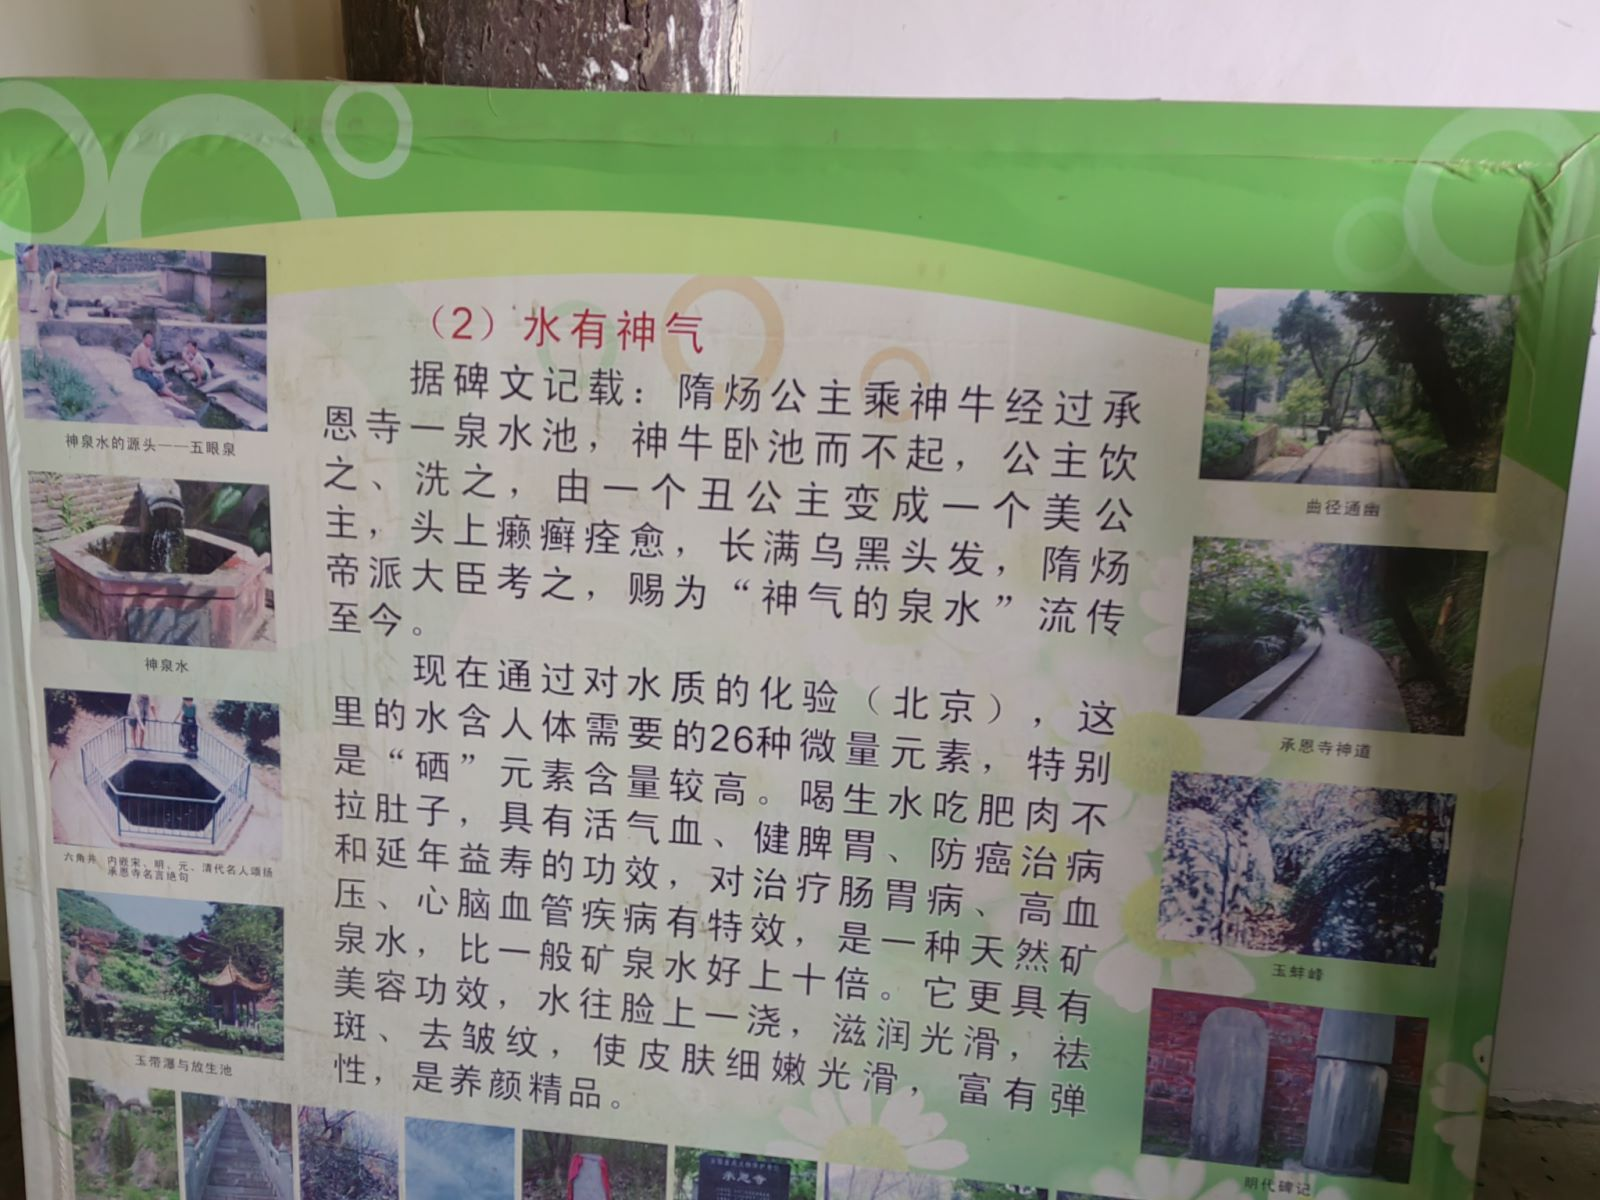 （2）水有神气
据碑文记载：隋炀公主乘神牛经过承
恩寺一泉水池，神牛卧池而不起，公主饮
之、洗之，由一个丑公主变成一个美公
主，头上癞癣痊愈，长满乌黑头发，隋炀
帝派大臣考之，赐为“神气的泉水”流传
至今。
现在通过对水质的化验（北京），这
里的水含人体需要的26种微量元素，特别
是“硒”元素含量较高。喝生水吃肥肉不
拉肚子，具有活气血、健脾胃、防癌治病
和延年益寿的功效，对治疗肠胃病、高血
压、心脑血管疾病有特效，是一种天然矿
泉水，比一般矿泉水好上十倍。它更具有
美容功效，水往脸上一浇，滋润光滑，祛
斑、去皱纹，使皮肤细嫩光滑，富有弹
性，是养颜精品。
神泉水的源头——五眼泉
神泉水
六角井 内嵌宋、明、元、清代名人颂扬
承恩寺名言绝句
玉带瀑与放生池
曲径通幽
承恩寺神道
玉蚌峰
明代碑记
承恩寺